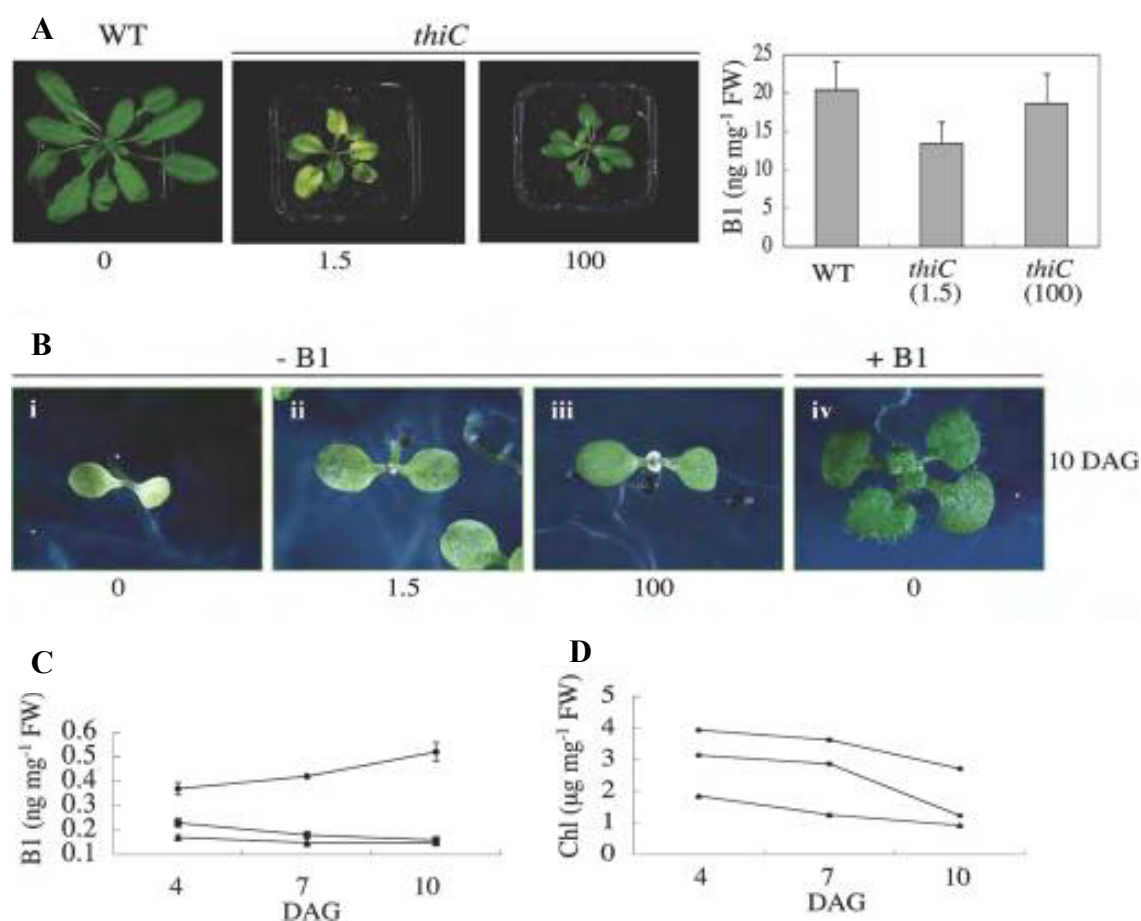 A
WT
thiC
0
1.5
100
B1 (ng mg⁻¹ FW)
25
20
15
10
5
0
WT
thiC
(1.5)
thiC
(100)
B
- B1
+ B1
i
ii
iii
iv
10 DAG
0
1.5
100
0
C
B1 (ng mg⁻¹ FW)
0.6
0.5
0.4
0.3
0.2
0.1
4
7
10
DAG
D
Chl (µg mg⁻¹ FW)
5
4
3
2
1
0
4
7
10
DAG